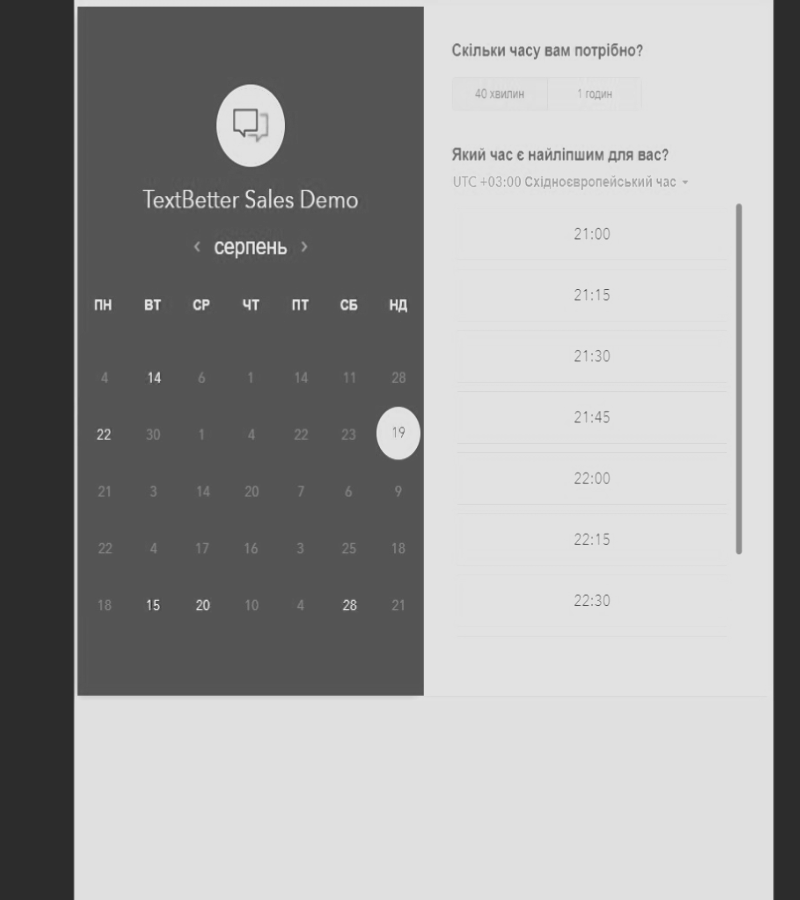 TextBetter Sales Demo
‹ серпень ›
ПН ВТ СР ЧТ ПТ СБ НД
4 14 6 1 14 11 28
22 30 1 4 22 23 19
21 3 14 20 7 6 9
22 4 17 16 3 25 18
18 15 20 10 4 28 21
Скільки часу вам потрібно?
40 хвилин 1 годин
Який час є найліпшим для вас?
UTC +03:00 Східноєвропейський час
21:00
21:15
21:30
21:45
22:00
22:15
22:30